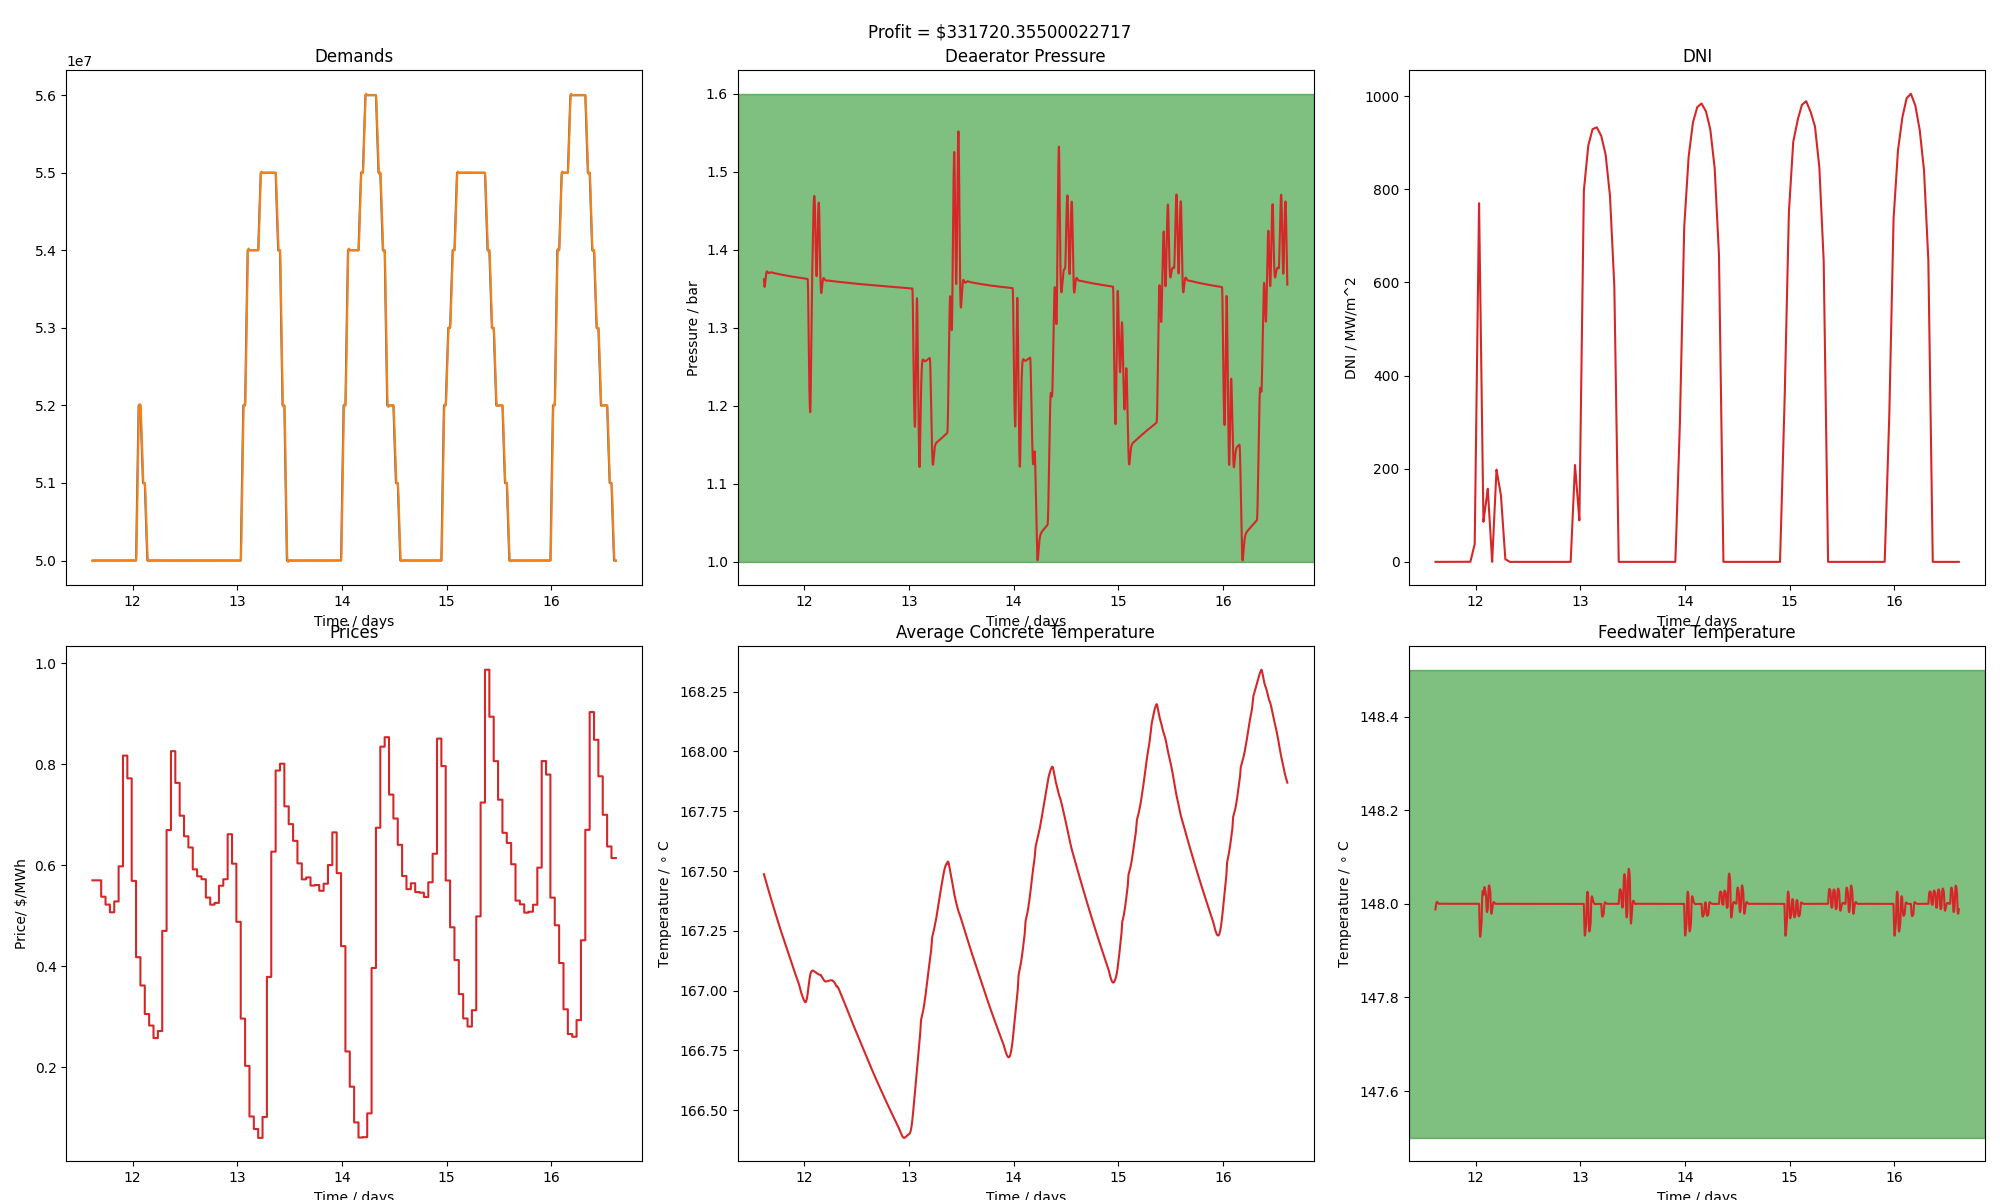 Profit = $331720.35500022717
Demands
1e7
5.6
5.5
5.4
5.3
5.2
5.1
5.0
12 13 14 15 16
Time / days
Deaerator Pressure
Pressure / bar
1.6
1.5
1.4
1.3
1.2
1.1
1.0
12 13 14 15 16
Time / days
DNI
DNI / MW/m^2
1000
800
600
400
200
0
12 13 14 15 16
Time / days
Prices
Price/ $/MWh
1.0
0.8
0.6
0.4
0.2
12 13 14 15 16
Time / days
Average Concrete Temperature
Temperature / ∘ C
168.25
168.00
167.75
167.50
167.25
167.00
166.75
166.50
12 13 14 15 16
Time / days
Feedwater Temperature
Temperature / ∘ C
148.4
148.2
148.0
147.8
147.6
12 13 14 15 16
Time / days